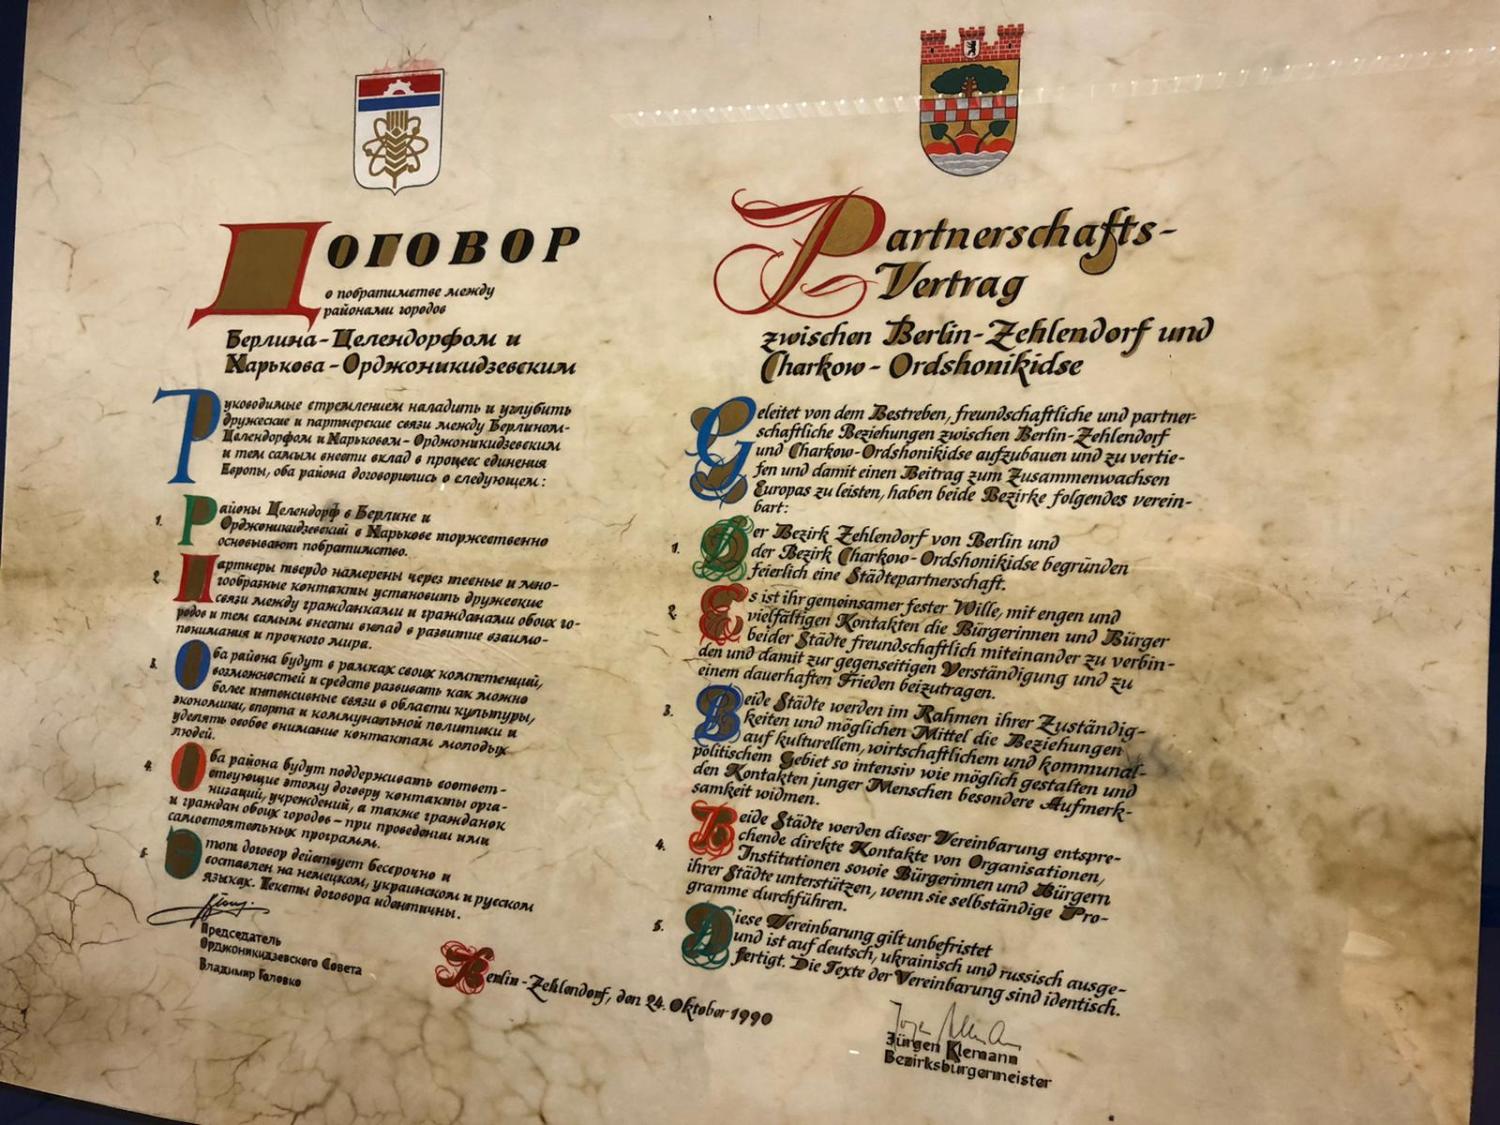 Договор
о побратимстве между
районами городов
Берлина-Целендорфом и
Харькова-Орджоникидзевским
Руководимые стремлением наладить и углубить
дружеские и партнерские связи между Берлином-
Целендорфом и Харьковом-Орджоникидзевским
и тем самым внести вклад в процесс единения
Европы, оба района договорились о следующем:
1. Районы Целендорф в Берлине и
Орджоникидзевский в Харькове торжественно
основывают побратимство.
2. Партнеры твердо намерены через тесные и мно-
гообразные контакты установить дружеские
связи между гражданками и гражданами обоих го-
родов и тем самым внести вклад в развитие взаимо-
понимания и прочного мира.
3. Оба района будут в рамках своих компетенций,
возможностей и средств развивать как можно
более интенсивные связи в области культуры,
экономики, спорта и коммунальной политики и
уделять особое внимание контактам молодых
людей.
4. Оба района будут поддерживать соответ-
ствующие этому договру контакты орга-
низаций, учреждений, а также гражданок
и граждан обоих городов – при проведении ими
самостоятельных программ.
5. Этот договор действует бессрочно и
составлен на немецком, украинском и русском
языках. Тексты договора идентичны.
Председатель
Орджоникидзевского Совета
Владимир Головко
Partnerschafts-
Vertrag
zwischen Berlin-Zehlendorf und
Charkow-Ordshonikidse
Geleitet von dem Bestreben, freundschaftliche und partner-
schaftliche Beziehungen zwischen Berlin-Zehlendorf
und Charkow-Ordshonikidse aufzubauen und zu vertie-
fen und damit einen Beitrag zum Zusammenwachsen
Europas zu leisten, haben beide Bezirke folgendes verein-
bart:
1. Der Bezirk Zehlendorf von Berlin und
der Bezirk Charkow-Ordshonikidse begründen
feierlich eine Städtepartnerschaft.
2. Es ist ihr gemeinsamer fester Wille, mit engen und
vielfältigen Kontakten die Bürgerinnen und Bürger
beider Städte freundschaftlich miteinander zu verbin-
den und damit zur gegenseitigen Verständigung und zu
einem dauerhaften Frieden beizutragen.
3. Beide Städte werden im Rahmen ihrer Zuständig-
keiten und möglichen Mittel die Beziehungen
auf kulturellem, wirtschaftlichem und kommunal-
politischem Gebiet so intensiv wie möglich gestalten und
den Kontakten junger Menschen besondere Aufmerk-
samkeit widmen.
4. Beide Städte werden dieser Vereinbarung entspre-
chende direkte Kontakte von Organisationen,
Institutionen sowie Bürgerinnen und Bürgern
ihrer Städte unterstützen, wenn sie selbständige Pro-
gramme durchführen.
5. Diese Vereinbarung gilt unbefristet
und ist auf deutsch, ukrainisch und russisch ausge-
fertigt. Die Texte der Vereinbarung sind identisch.
Berlin-Zehlendorf, den 24. Oktober 1990
Jürgen Klemann
Bezirksbürgermeister